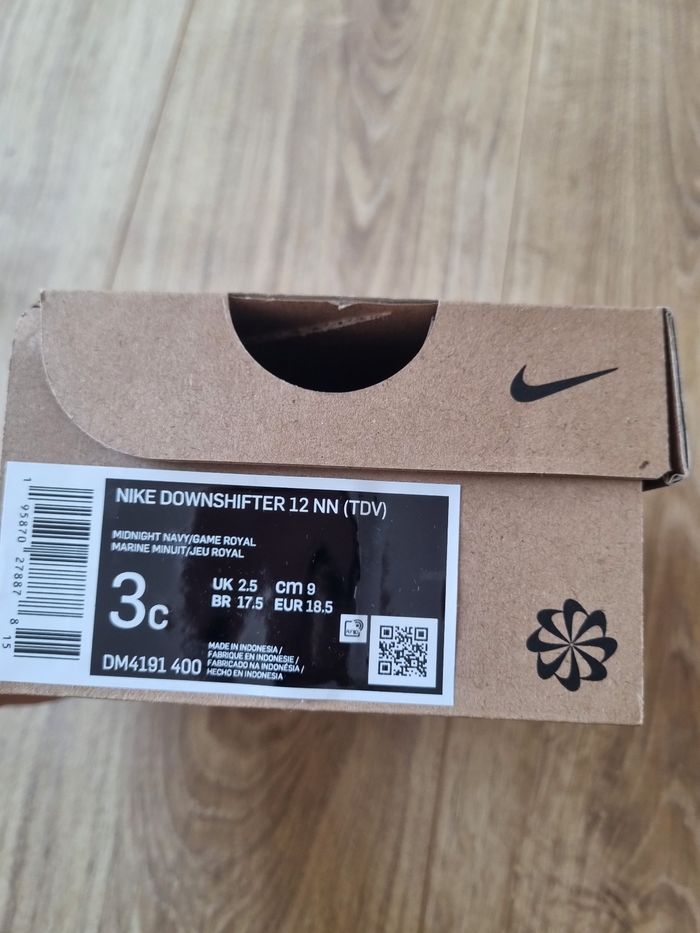 NIKE DOWNSHIFTER 12 NN (TDV)
MIDNIGHT NAVY/GAME ROYAL
MARINE MINUIT/JEU ROYAL
3C
UK 2.5 cm 9
BR 17.5 EUR 18.5
DM4191 400
MADE IN INDONESIA /
FABRIQUE EN INDONESIE /
FABRICADO NA INDONÉSIA /
HECHO EN INDONESIA
1 95870 27887 8 15